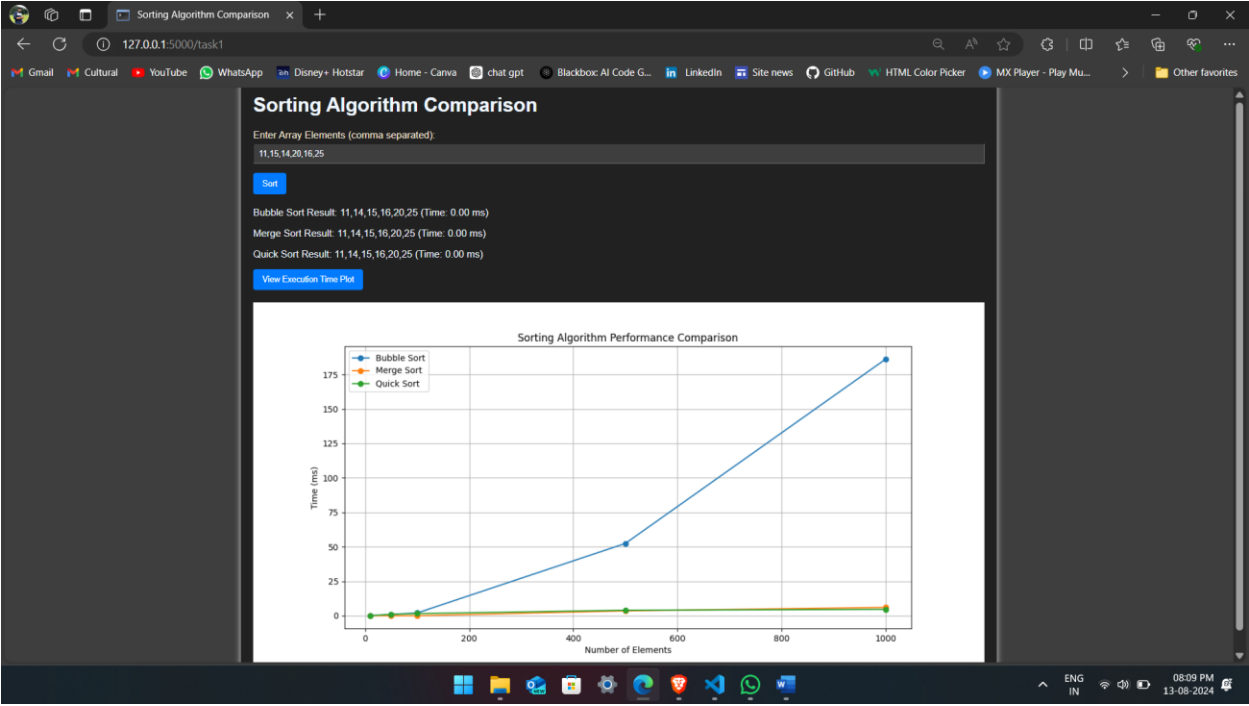 Sorting Algorithm Comparison
127.0.0.1:5000/task1
Gmail Cultural YouTube WhatsApp Disney+ Hotstar Home - Canva chat gpt Blackbox: AI Code G... LinkedIn Site news GitHub HTML Color Picker MX Player - Play Mu... Other favorites
Sorting Algorithm Comparison
Enter Array Elements (comma separated):
11,15,14,20,16,25
Sort
Bubble Sort Result: 11,14,15,16,20,25 (Time: 0.00 ms)
Merge Sort Result: 11,14,15,16,20,25 (Time: 0.00 ms)
Quick Sort Result: 11,14,15,16,20,25 (Time: 0.00 ms)
View Execution Time Plot
Sorting Algorithm Performance Comparison
Bubble Sort
Merge Sort
Quick Sort
175
150
125
100
75
50
25
0
Time (ms)
0 200 400 600 800 1000
Number of Elements
ENG
IN
08:09 PM
13-08-2024